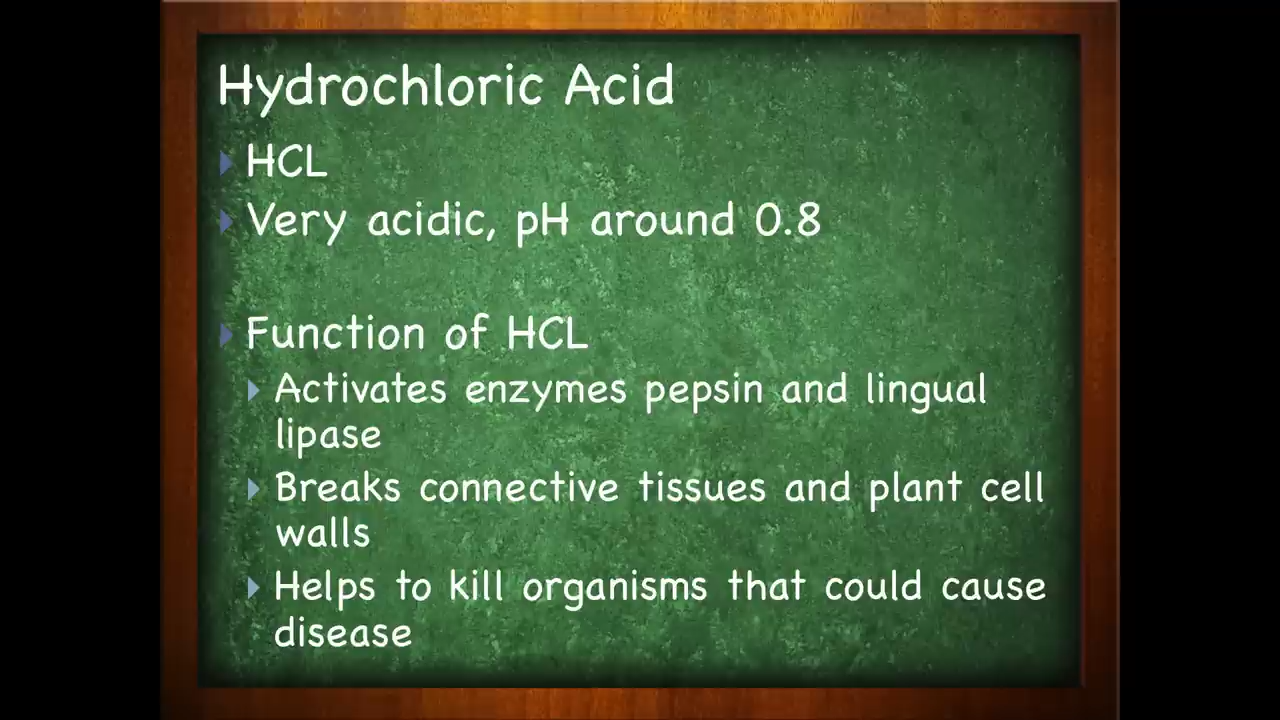 Hydrochloric Acid
HCL
Very acidic, pH around 0.8
Function of HCL
Activates enzymes pepsin and lingual
lipase
Breaks connective tissues and plant cell
walls
Helps to kill organisms that could cause
disease